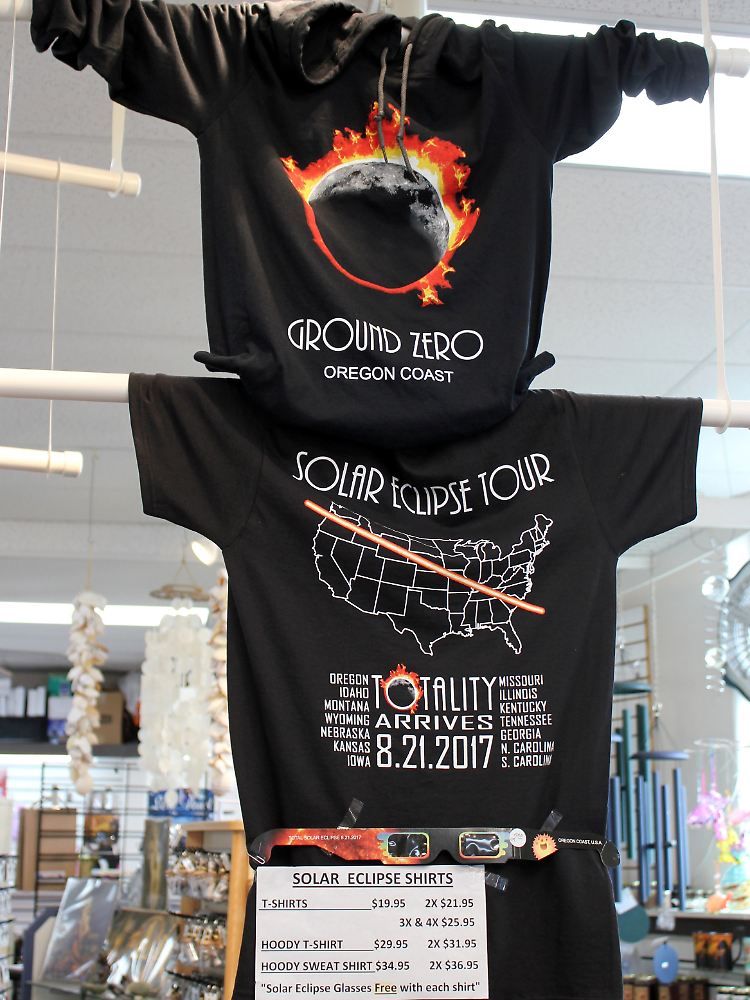 GROUND ZERO
OREGON COAST
SOLAR ECLIPSE TOUR
OREGON
IDAHO
MONTANA
WYOMING
NEBRASKA
KANSAS
IOWA
TOTALITY
ARRIVES
8.21.2017
MISSOURI
ILLINOIS
KENTUCKY
TENNESSEE
GEORGIA
N. CAROLINA
S. CAROLINA
TOTAL SOLAR ECLIPSE 8.21.2017
OREGON COAST, U.S.A.
SOLAR ECLIPSE SHIRTS
T-SHIRTS $19.95 2X $21.95
3X & 4X $25.95
HOODY T-SHIRT $29.95 2X $31.95
HOODY SWEAT SHIRT $34.95 2X $36.95
"Solar Eclipse Glasses Free with each shirt"